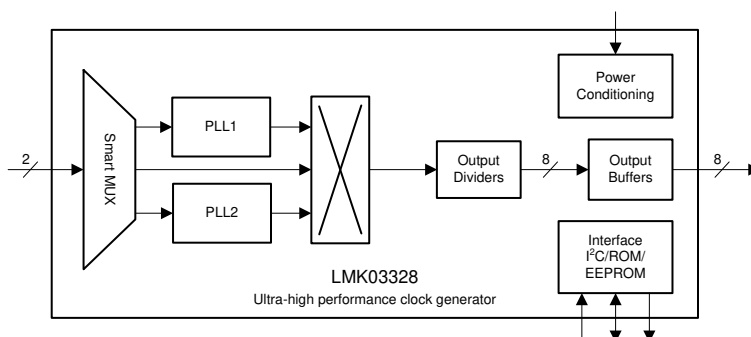 Power
Conditioning
PLL1
Smart MUX
2
Output
Dividers
8
Output
Buffers
8
PLL2
Interface
I²C/ROM/
EEPROM
LMK03328
Ultra-high performance clock generator